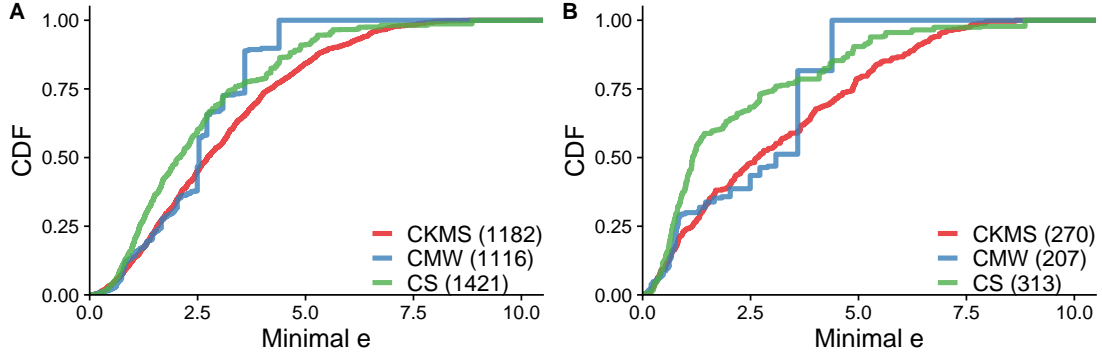 A
CDF
1.00
0.75
0.50
0.25
0.00
0.0 2.5 5.0 7.5 10.0
Minimal e
CKMS (1182)
CMW (1116)
CS (1421)
B
CDF
1.00
0.75
0.50
0.25
0.00
0.0 2.5 5.0 7.5 10.0
Minimal e
CKMS (270)
CMW (207)
CS (313)